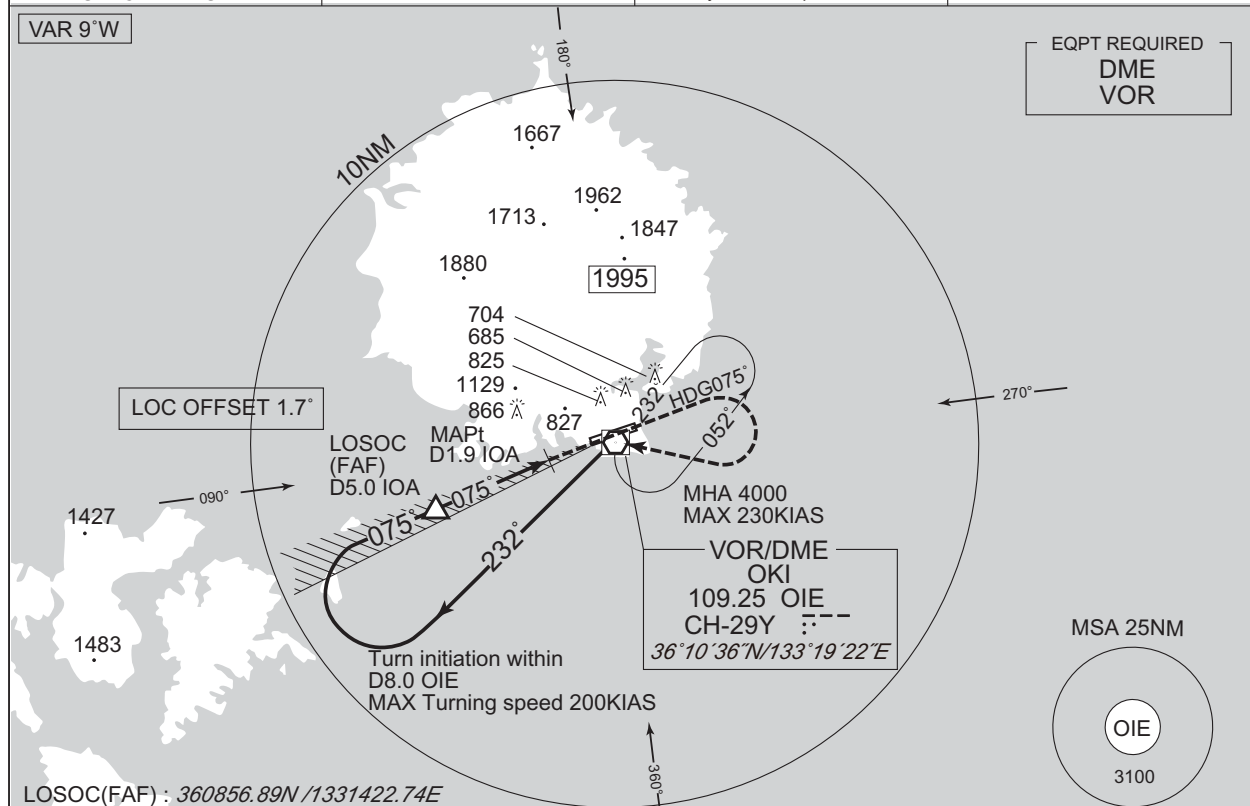 VAR 9°W
EQPT REQUIRED
DME
VOR
180°
10NM
1667
1962
1713
1847
1880
1995
704
685
825
1129
866
827
232°
HDG075°
052°
270°
LOC OFFSET 1.7°
LOSOC
(FAF)
D5.0 IOA
MAPt
D1.9 IOA
075°
075°
232°
090°
1427
1483
MHA 4000
MAX 230KIAS
VOR/DME
OKI
109.25 OIE
CH-29Y
36°10´36˝N/133°19´22˝E
Turn initiation within
D8.0 OIE
MAX Turning speed 200KIAS
360°
MSA 25NM
OIE
3100
LOSOC(FAF) : 360856.89N /1331422.74E